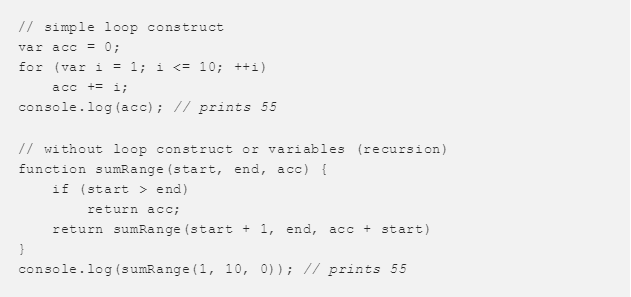 // simple loop construct
var acc = 0;
for (var i = 1; i <= 10; ++i)
    acc += i;
console.log(acc); // prints 55

// without loop construct or variables (recursion)
function sumRange(start, end, acc) {
    if (start > end)
        return acc;
    return sumRange(start + 1, end, acc + start)
}
console.log(sumRange(1, 10, 0)); // prints 55